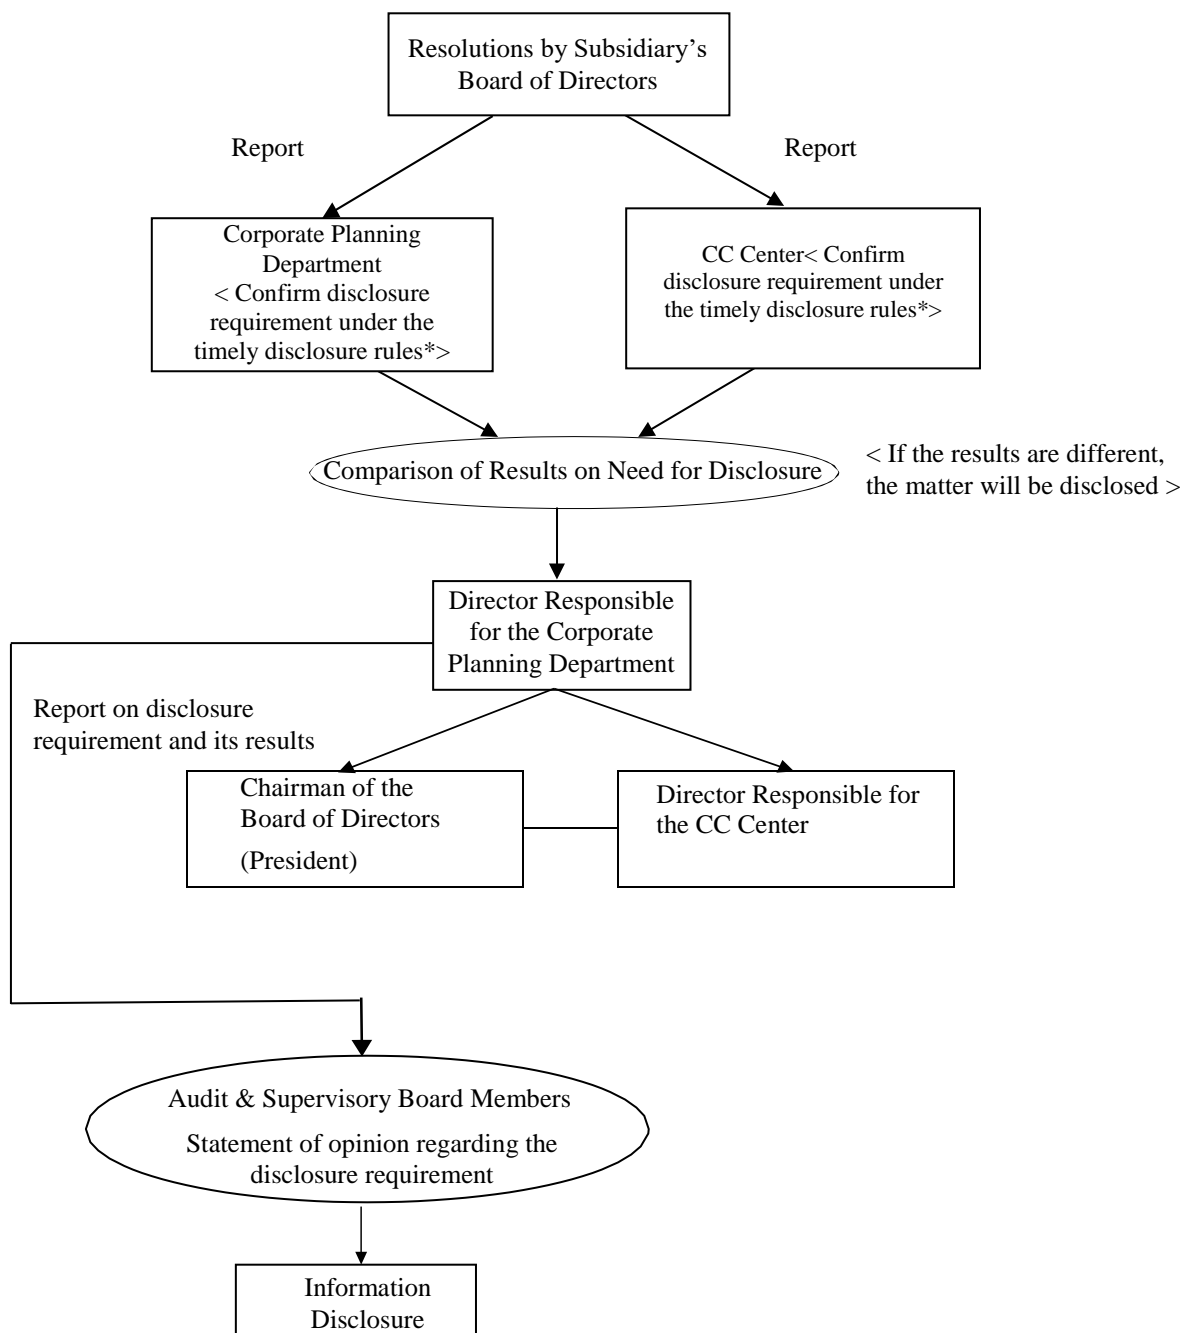 Resolutions by Subsidiary's
Board of Directors
Report
Report
Corporate Planning
Department
< Confirm disclosure
requirement under the
timely disclosure rules*>
CC Center< Confirm
disclosure requirement under
the timely disclosure rules*>
Comparison of Results on Need for Disclosure
< If the results are different,
the matter will be disclosed >
Director Responsible
for the Corporate
Planning Department
Report on disclosure
requirement and its results
Chairman of the
Board of Directors
(President)
Director Responsible for
the CC Center
Audit & Supervisory Board Members
Statement of opinion regarding the
disclosure requirement
Information
Disclosure